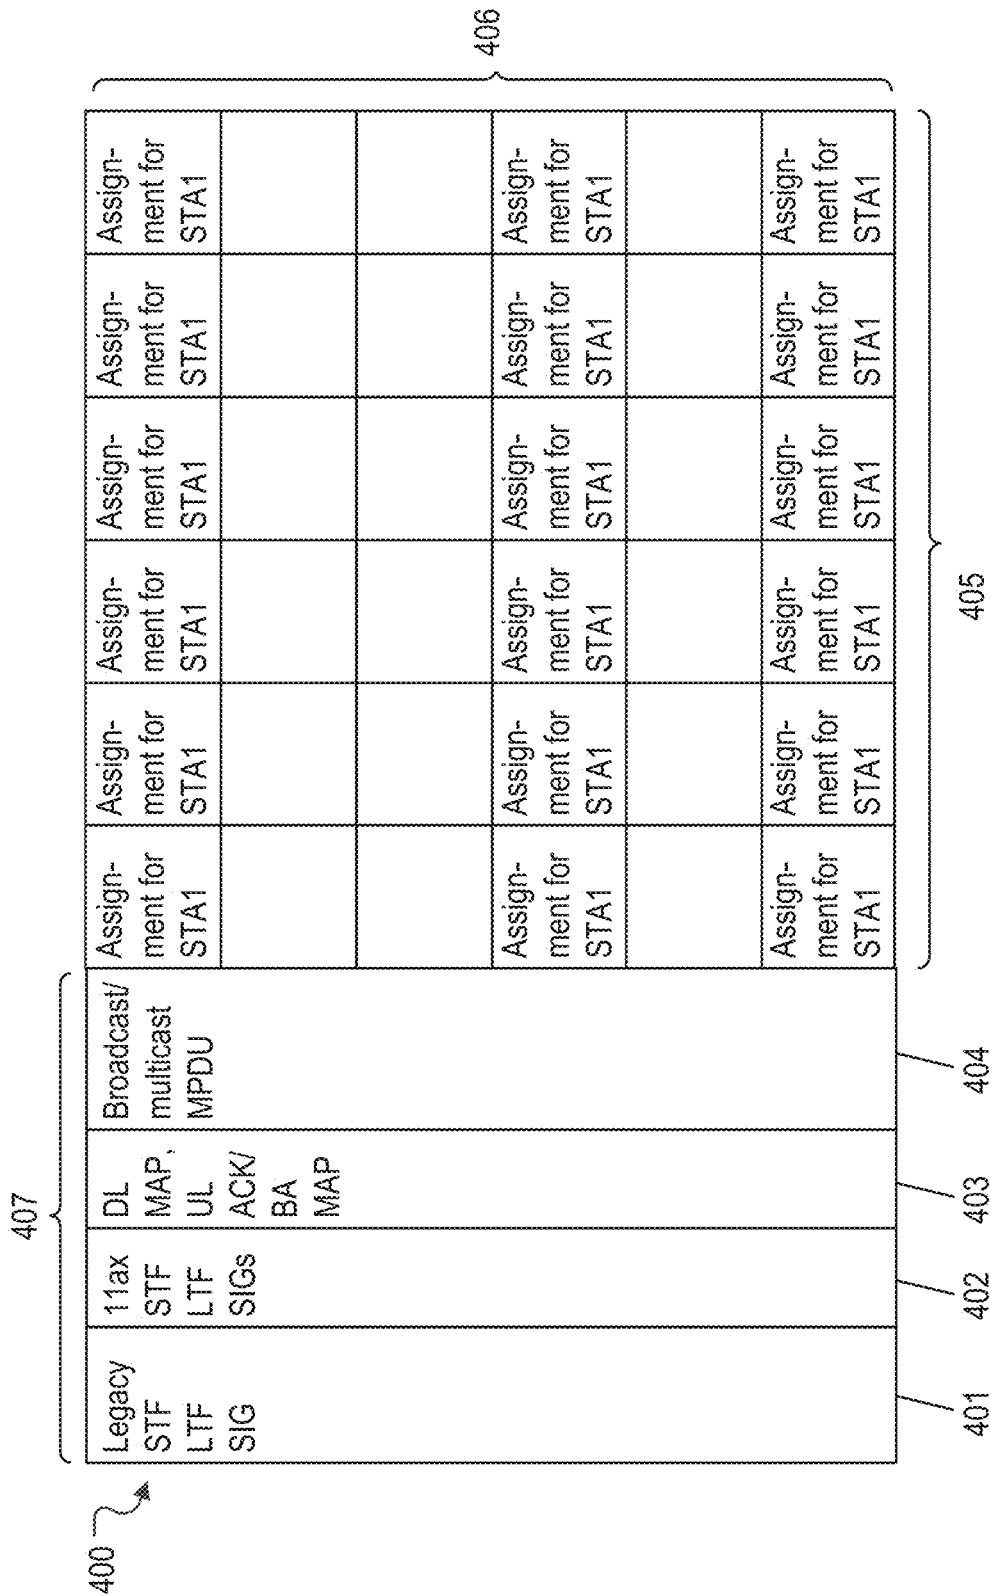 400
407
Legacy
STF
LTF
SIG
11ax
STF
LTF
SIGs
DL
MAP,
UL
ACK/
BA
MAP
Broadcast/
multicast
MPDU
Assign-
ment for
STA1
Assign-
ment for
STA1
Assign-
ment for
STA1
Assign-
ment for
STA1
Assign-
ment for
STA1
Assign-
ment for
STA1
Assign-
ment for
STA1
Assign-
ment for
STA1
Assign-
ment for
STA1
Assign-
ment for
STA1
Assign-
ment for
STA1
Assign-
ment for
STA1
Assign-
ment for
STA1
Assign-
ment for
STA1
Assign-
ment for
STA1
Assign-
ment for
STA1
Assign-
ment for
STA1
Assign-
ment for
STA1
406
401
402
403
404
405